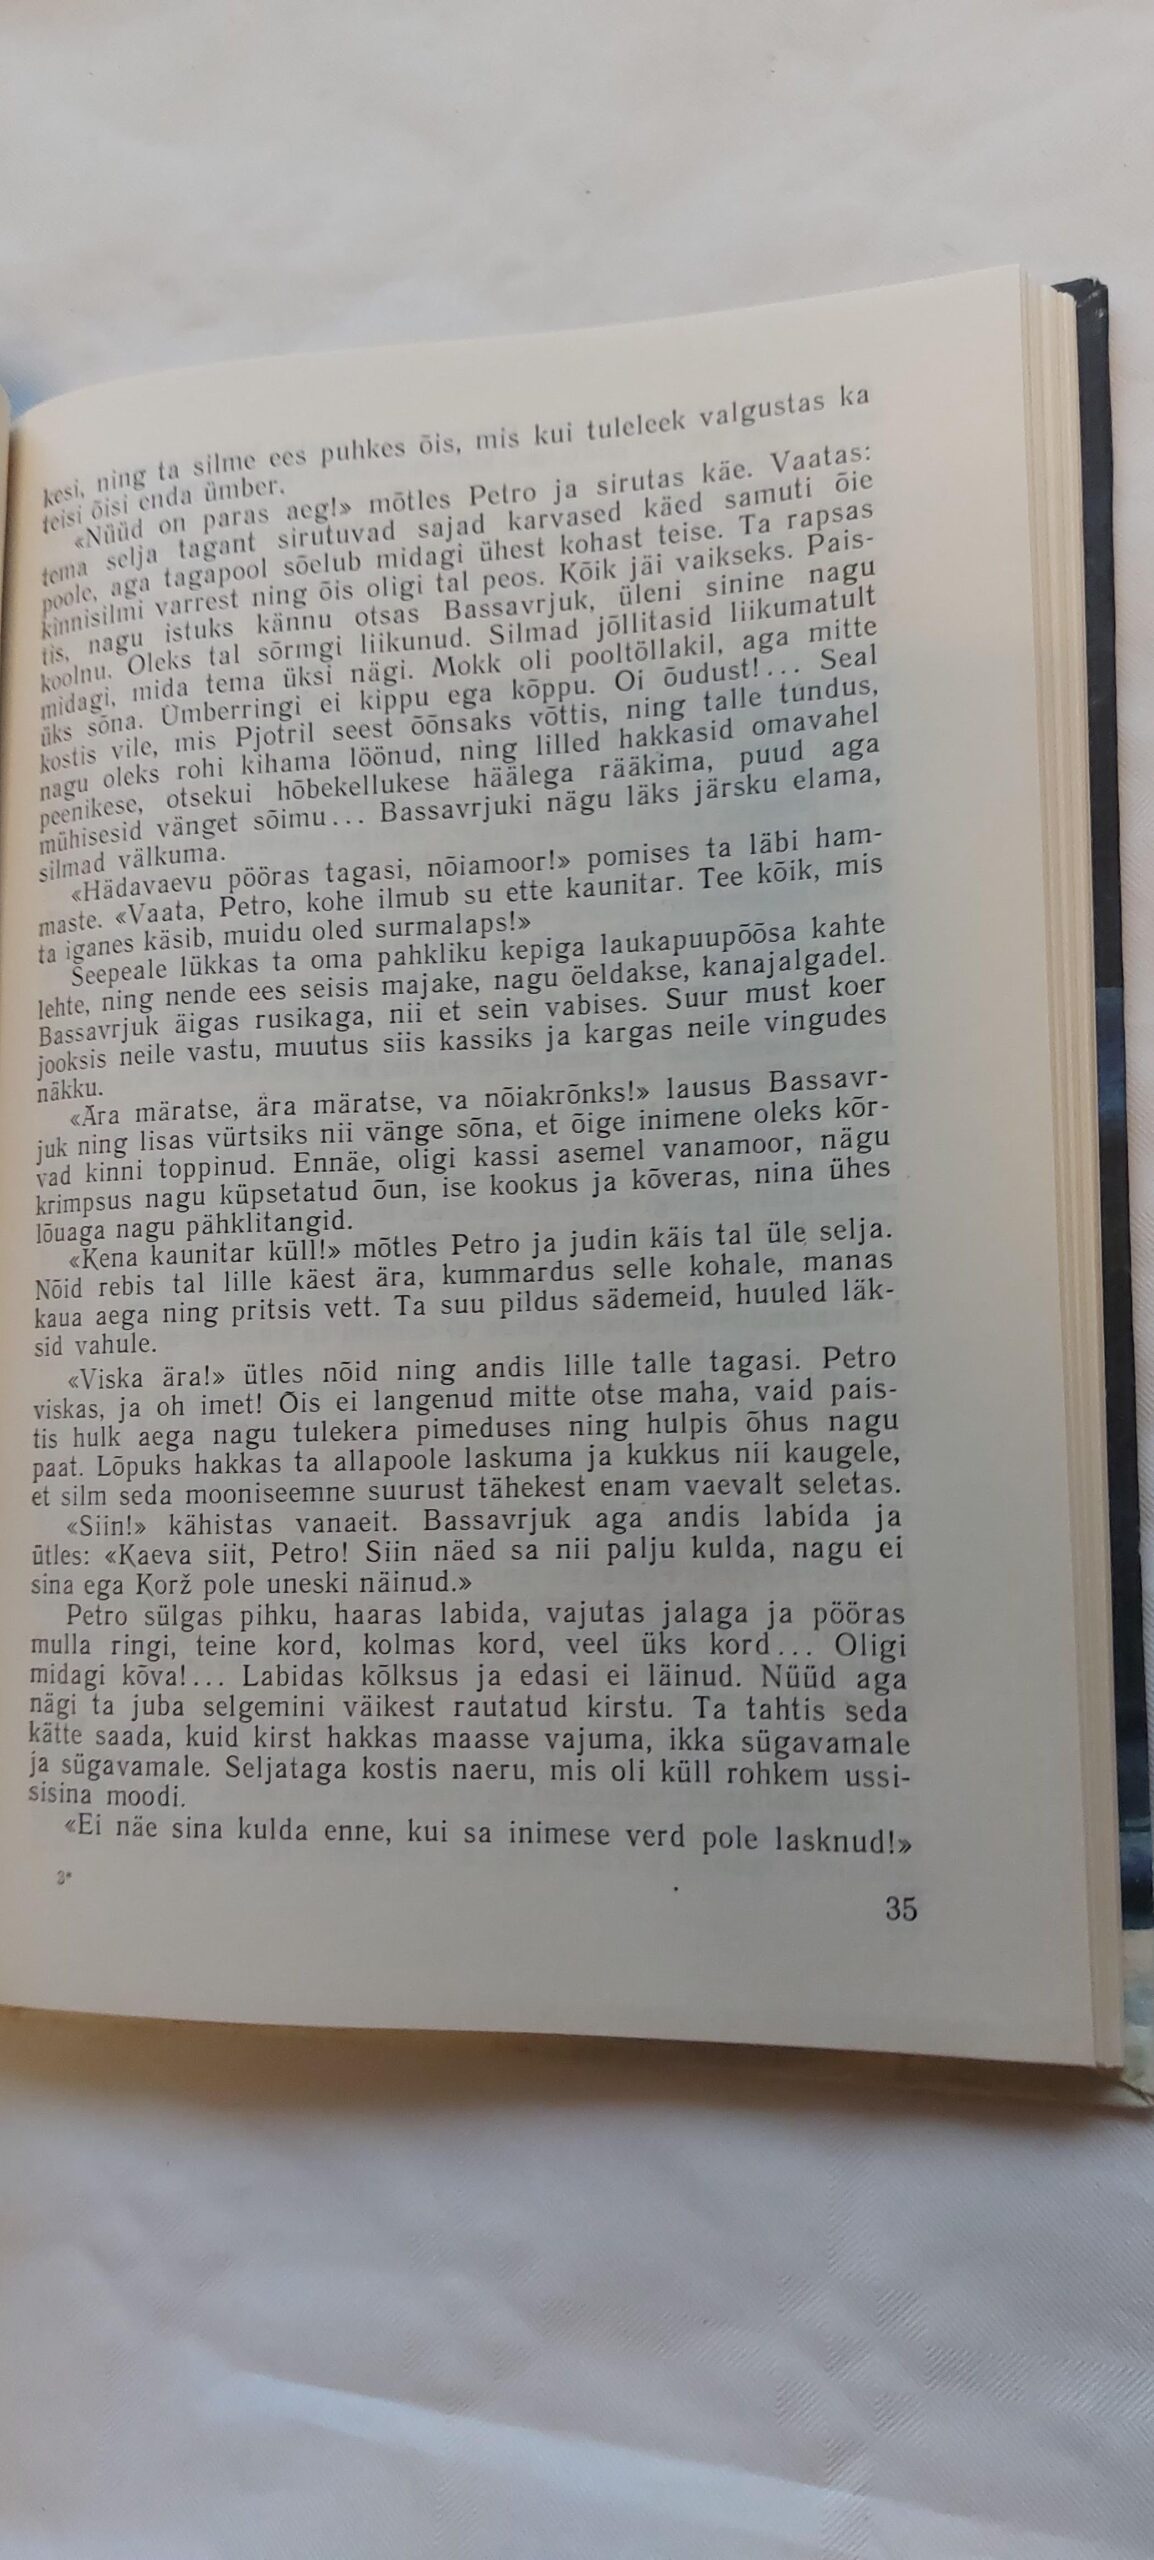 kesi, ning ta silme ees puhkes õis, mis kui tuleleek valgustas ka
teisi õisi enda ümber.
«Nüüd on paras aeg!» mõtles Petro ja sirutas käe. Vaatas:
tema selja tagant sirutuvad sajad karvased käed samuti õie
poole, aga tagapool sõelub midagi ühest kohast teise. Ta rapsas
kinnisilmi varrest ning õis oligi tal peos. Kõik jäi vaikseks. Pais-
tis, nagu istuks kännu otsas Bassavrjuk, üleni sinine nagu
koolnu. Oleks tal sõrmgi liikunud. Silmad jõllitasid liikumatult
midagi, mida tema üksi nägi. Mokk oli pooltöllakil, aga mitte
üks sõna. Umberringi ei kippu ega kõppu. Oi õudust!... Seal
kostis vile, mis Pjotril seest õõnsaks võttis, ning talle tundus,
nagu oleks rohi kihama löönud, ning lilled hakkasid omavahel
peenikese, otsekui hõbekellukese häälega rääkima, puud aga
mühisesid vänget sõimu... Bassavrjuki nägu läks järsku elama,
silmad välkuma.
«Hädavaevu pööras tagasi, nõiamoor!» pomises ta läbi ham-
maste. «Vaata, Petro, kohe ilmub su ette kaunitar. Tee kõik, mis
ta iganes käsib, muidu oled surmalaps!»
Seepeale lükkas ta oma pahkliku kepiga laukapuupõõsa kahte
lehte, ning nende ees seisis majake, nagu öeldakse, kanajalgadel.
Bassavrjuk äigas rusikaga, nii et sein vabises. Suur must koer
jooksis neile vastu, muutus siis kassiks ja kargas neile vingudes
näkku.
«Ära märatse, ära märatse, va nõiakrõnks!» lausus Bassavr-
juk ning lisas vürtsiks nii vänge sõna, et õige inimene oleks kõr-
vad kinni toppinud. Ennäe, oligi kassi asemel vanamoor, nägu
krimpsus nagu küpsetatud õun, ise kookus ja kõveras, nina ühes
lõuaga nagu pähklitangid.
«Kena kaunitar küll!» mõtles Petro ja judin käis tal üle selja.
Nõid rebis tal lille käest ära, kummardus selle kohale, manas
kaua aega ning pritsis vett. Ta suu pildus sädemeid, huuled läk-
sid vahule.
«Viska ära!» ütles nõid ning andis lille talle tagasi. Petro
viskas, ja oh imet! Õis ei langenud mitte otse maha, vaid pais-
tis hulk aega nagu tulekera pimeduses ning hulpis õhus nagu
paat. Lõpuks hakkas ta allapoole laskuma ja kukkus nii kaugele,
et silm seda mooniseemne suurust tähekest enam vaevalt seletas.
«Siin!» kähistas vanaeit. Bassavrjuk aga andis labida ja
ütles: «Kaeva siit, Petro! Siin näed sa nii palju kulda, nagu ei
sina ega Korž pole uneski näinud.»
Petro sülgas pihku, haaras labida, vajutas jalaga ja pööras
mulla ringi, teine kord, kolmas kord, veel üks kord... Oligi
midagi kõva!... Labidas kõlksus ja edasi ei läinud. Nüüd aga
nägi ta juba selgemini väikest rautatud kirstu. Ta tahtis seda
kätte saada, kuid kirst hakkas maasse vajuma, ikka sügavamale
ja sügavamale. Seljataga kostis naeru, mis oli küll rohkem ussi-
sisina moodi.
«Ei näe sina kulda enne, kui sa inimese verd pole lasknud!»
3*
35